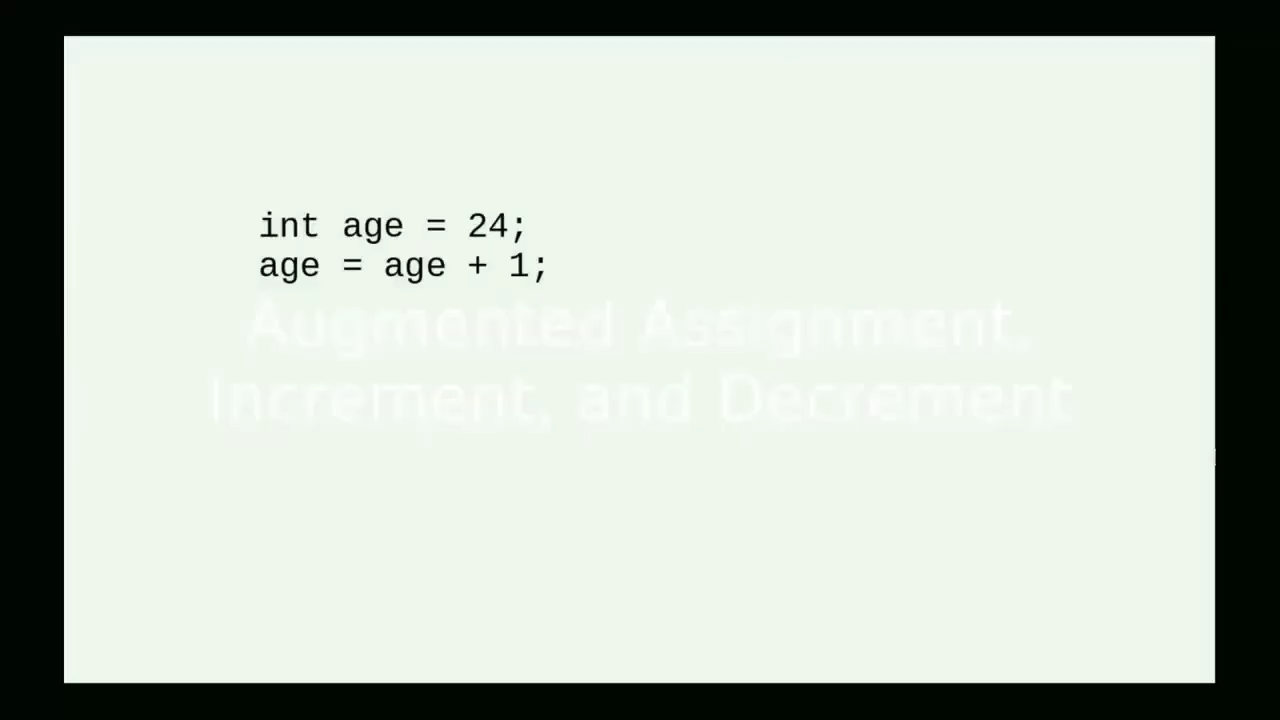 int age = 24;
age = age + 1;
Augmented Assignment,
Increment, and Decrement